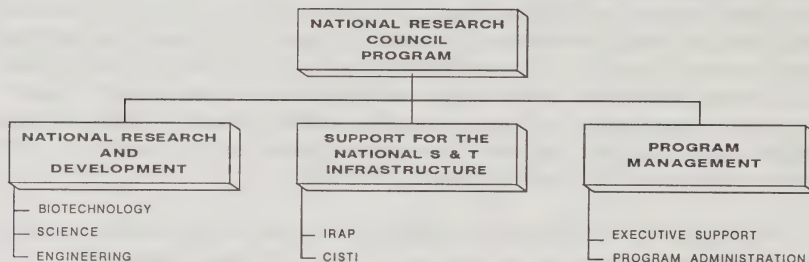 NATIONAL RESEARCH
COUNCIL
PROGRAM
NATIONAL RESEARCH
AND
DEVELOPMENT
BIOTECHNOLOGY
SCIENCE
ENGINEERING
SUPPORT FOR THE
NATIONAL S & T
INFRASTRUCTURE
IRAP
CISTI
PROGRAM
MANAGEMENT
EXECUTIVE SUPPORT
PROGRAM ADMINISTRATION